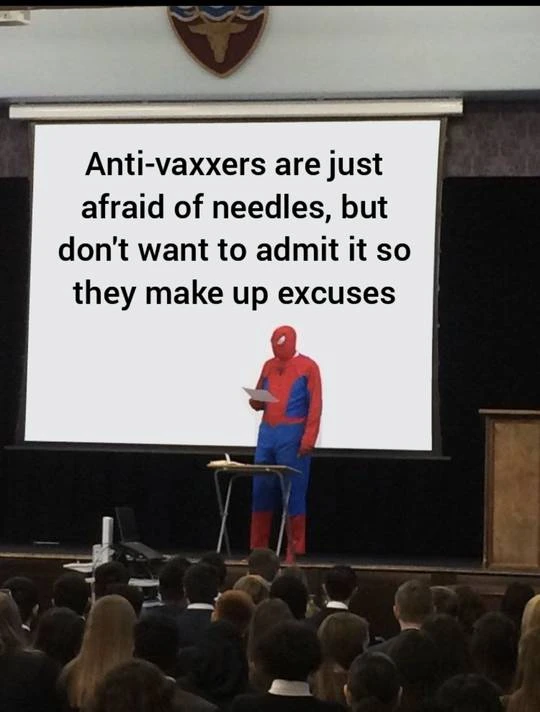 Anti-vaxxers are just
afraid of needles, but
don't want to admit it so
they make up excuses